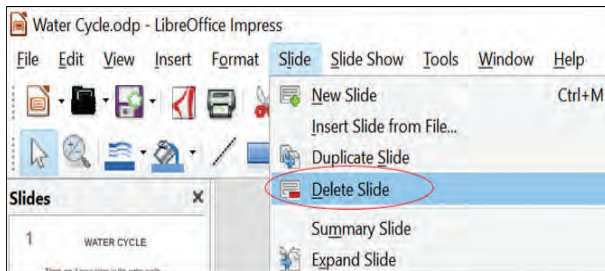 Water Cycle.odp - LibreOffice Impress
File Edit View Insert Format Slide Slide Show Tools Window Help
New Slide Ctrl+M
Insert Slide from File...
Duplicate Slide
Delete Slide
Slides
Summary Slide
1 WATER CYCLE
Expand Slide